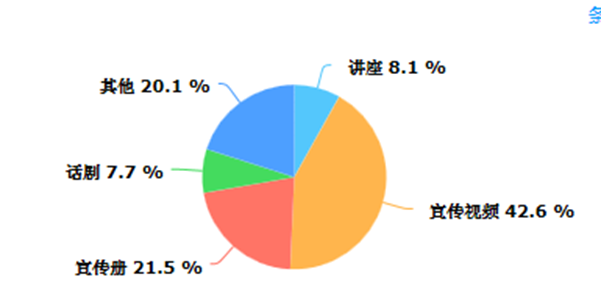 讲座 8.1 %
其他 20.1 %
话剧 7.7 %
宣传视频 42.6 %
宣传册 21.5 %